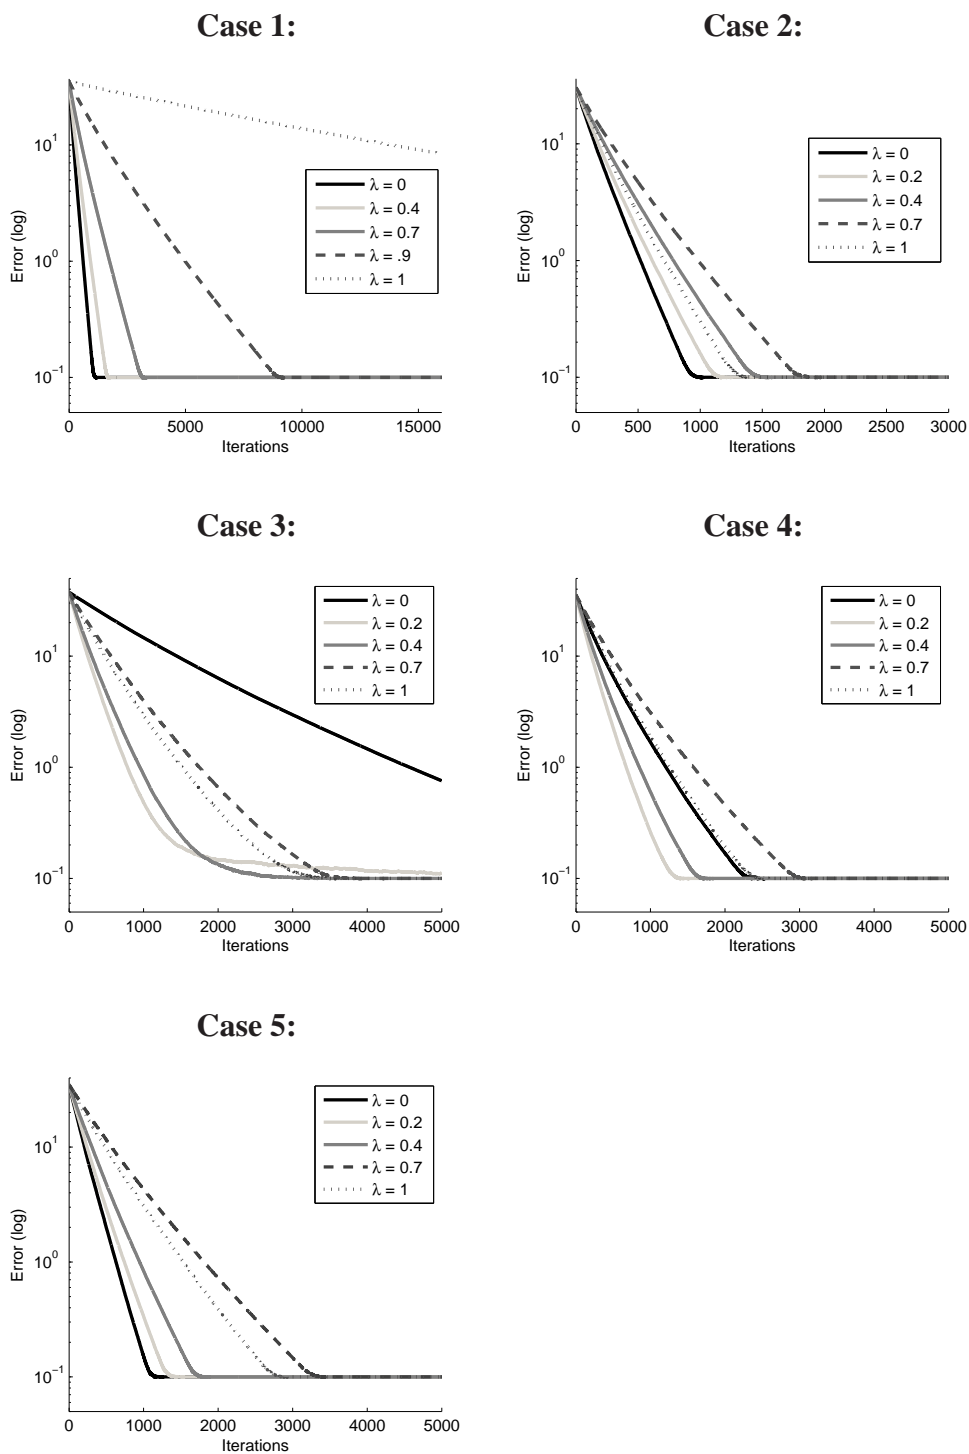 Case 1:
Error (log)
10^1
10^0
10^-1
λ = 0
λ = 0.4
λ = 0.7
λ = .9
λ = 1
0 5000 10000 15000
Iterations
Case 2:
Error (log)
10^1
10^0
10^-1
λ = 0
λ = 0.2
λ = 0.4
λ = 0.7
λ = 1
0 500 1000 1500 2000 2500 3000
Iterations
Case 3:
Error (log)
10^1
10^0
10^-1
λ = 0
λ = 0.2
λ = 0.4
λ = 0.7
λ = 1
0 1000 2000 3000 4000 5000
Iterations
Case 4:
Error (log)
10^1
10^0
10^-1
λ = 0
λ = 0.2
λ = 0.4
λ = 0.7
λ = 1
0 1000 2000 3000 4000 5000
Iterations
Case 5:
Error (log)
10^1
10^0
10^-1
λ = 0
λ = 0.2
λ = 0.4
λ = 0.7
λ = 1
0 1000 2000 3000 4000 5000
Iterations